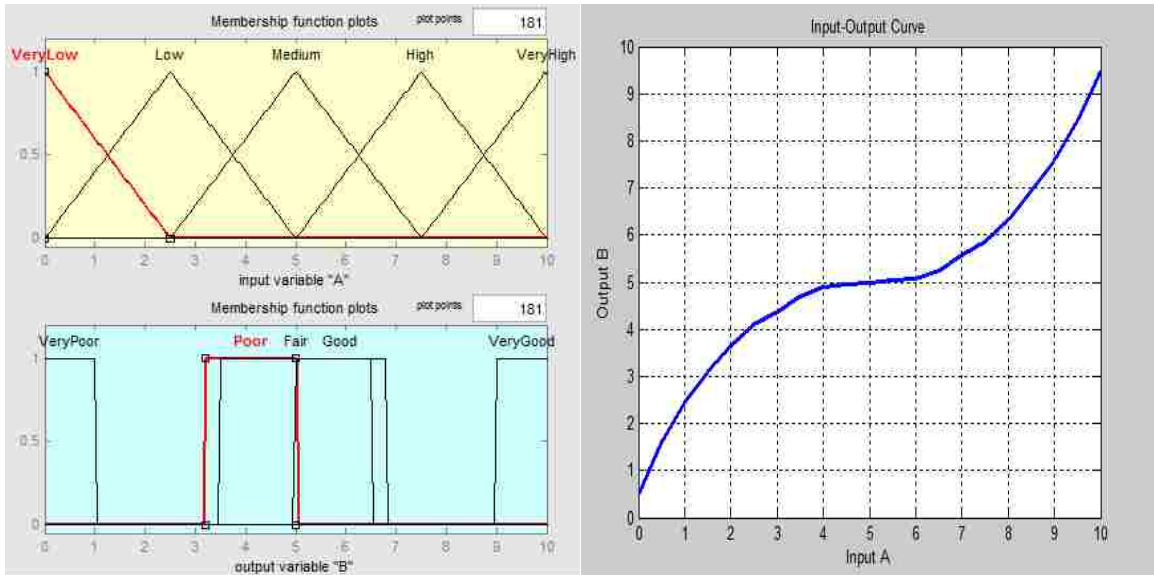 Membership function plots plot points 181
VeryLow Low Medium High VeryHigh
1
0.5
0
0 1 2 3 4 5 6 7 8 9 10
input variable "A"
Membership function plots plot points 181
VeryPoor Poor Fair Good VeryGood
1
0.5
0
0 1 2 3 4 5 6 7 8 9 10
output variable "B"
Input-Output Curve
10
9
8
7
6
5
4
3
2
1
0
Output B
0 1 2 3 4 5 6 7 8 9 10
Input A